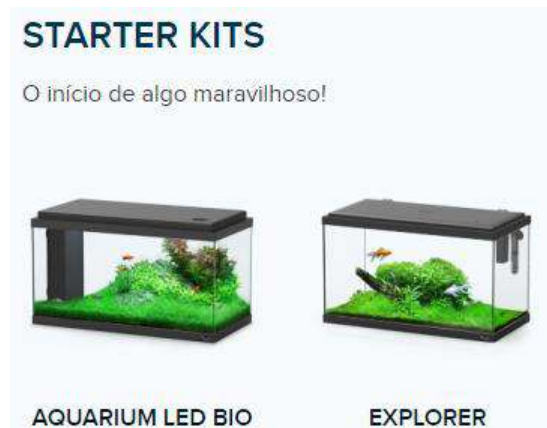 STARTER KITS
O início de algo maravilhoso!
AQUARIUM LED BIO
EXPLORER